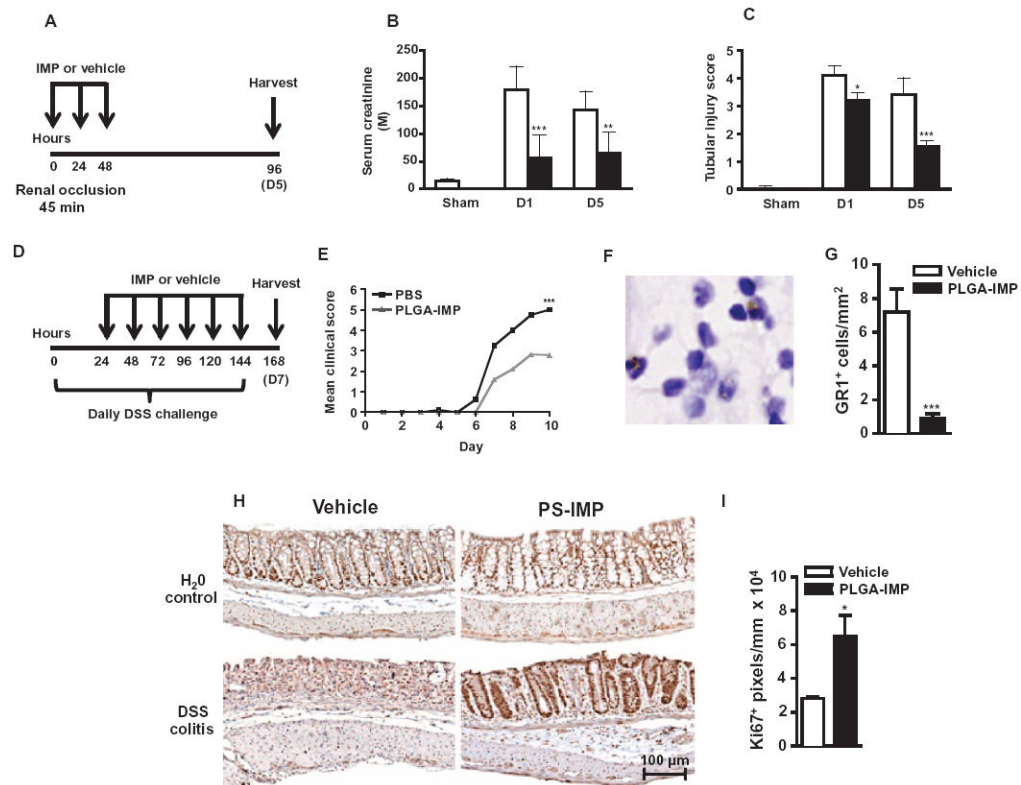 A
IMP or vehicle
Harvest
Hours
0 24 48 96
(D5)
Renal occlusion
45 min
B
Serum creatinine
(M)
250
200
150
100
50
0
***
**
Sham D1 D5
C
Tubular injury score
5
4
3
2
1
0
*
***
Sham D1 D5
D
IMP or vehicle
Harvest
Hours
0 24 48 72 96 120 144 168
(D7)
Daily DSS challenge
E
Mean clinical score
6
5
4
3
2
1
0
PBS
PLGA-IMP
***
0 2 4 6 8 10
Day
F
G
Vehicle
PLGA-IMP
GR1+ cells/mm2
10
8
6
4
2
0
***
H
Vehicle PS-IMP
H20
control
DSS
colitis
100 µm
I
Vehicle
PLGA-IMP
Ki67+ pixels/mm x 104
10
8
6
4
2
0
*